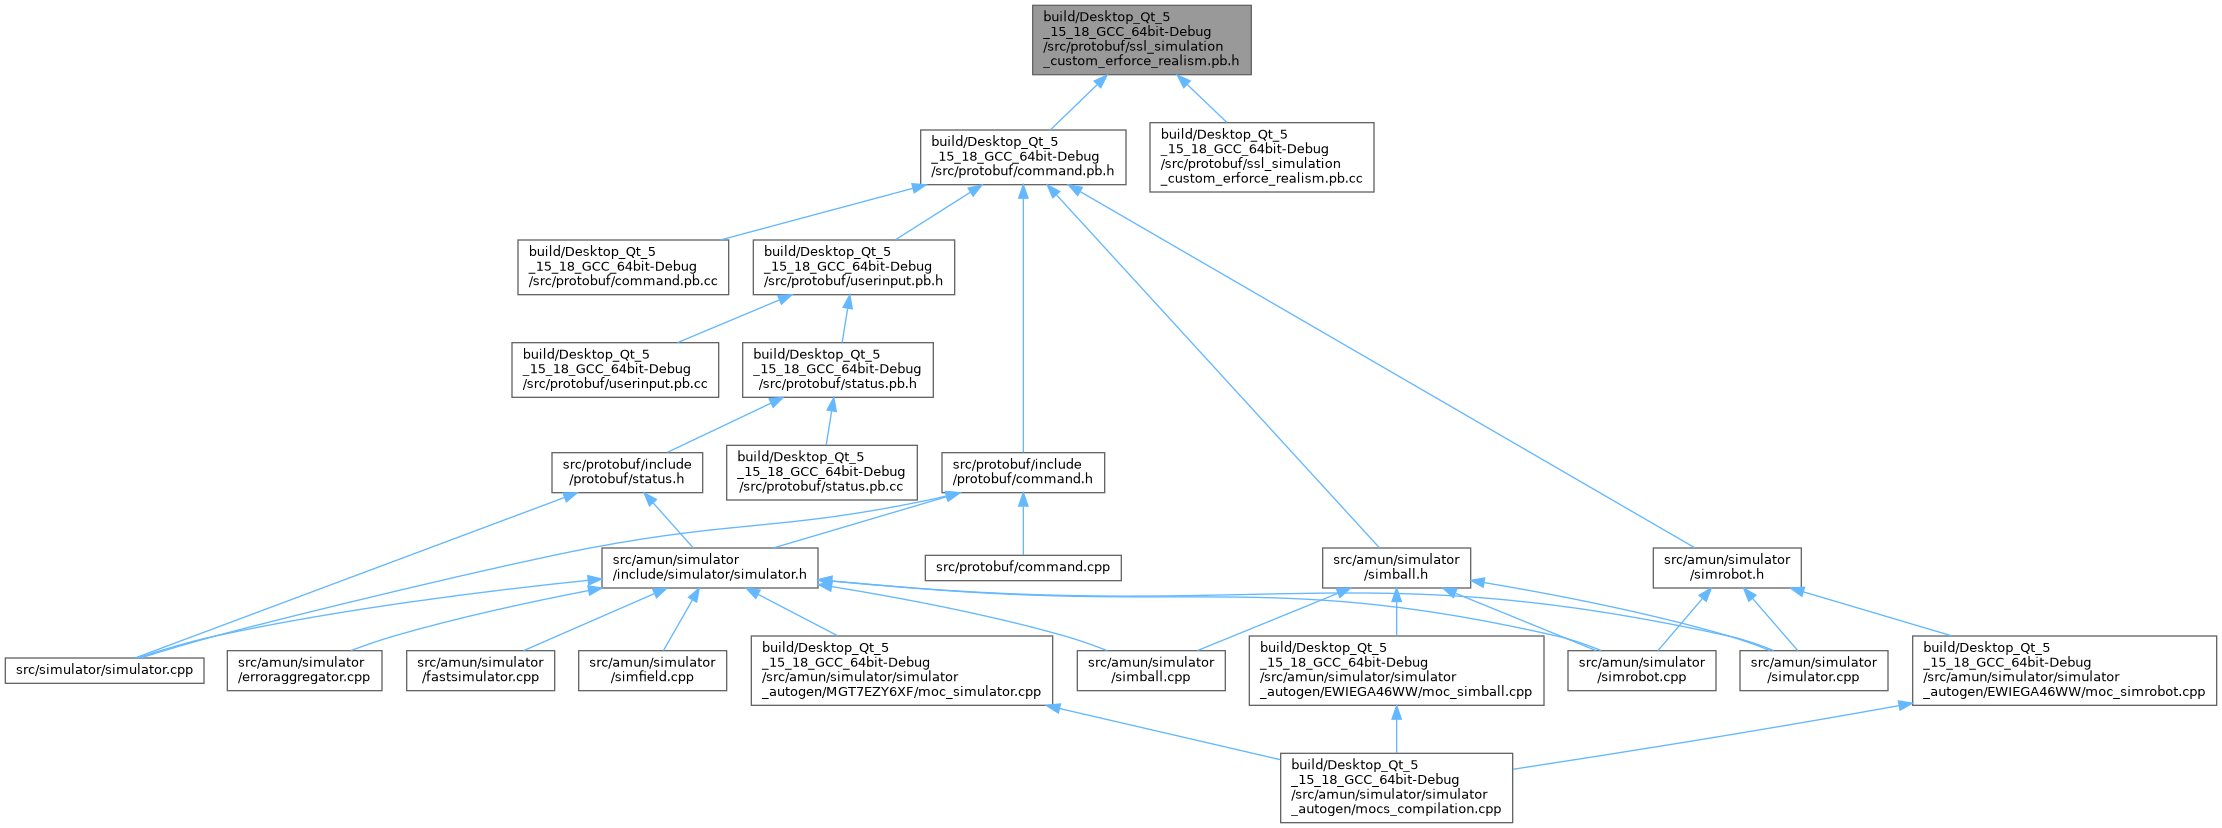 build/Desktop_Qt_5
_15_18_GCC_64bit-Debug
/src/protobuf/ssl_simulation
_custom_erforce_realism.pb.h
build/Desktop_Qt_5
_15_18_GCC_64bit-Debug
/src/protobuf/command.pb.h
build/Desktop_Qt_5
_15_18_GCC_64bit-Debug
/src/protobuf/ssl_simulation
_custom_erforce_realism.pb.cc
build/Desktop_Qt_5
_15_18_GCC_64bit-Debug
/src/protobuf/command.pb.cc
build/Desktop_Qt_5
_15_18_GCC_64bit-Debug
/src/protobuf/userinput.pb.h
build/Desktop_Qt_5
_15_18_GCC_64bit-Debug
/src/protobuf/userinput.pb.cc
build/Desktop_Qt_5
_15_18_GCC_64bit-Debug
/src/protobuf/status.pb.h
src/protobuf/include
/protobuf/status.h
build/Desktop_Qt_5
_15_18_GCC_64bit-Debug
/src/protobuf/status.pb.cc
src/protobuf/include
/protobuf/command.h
src/amun/simulator
/include/simulator/simulator.h
src/protobuf/command.cpp
src/amun/simulator
/simball.h
src/amun/simulator
/simrobot.h
src/simulator/simulator.cpp
src/amun/simulator
/erroraggregator.cpp
src/amun/simulator
/fastsimulator.cpp
src/amun/simulator
/simfield.cpp
build/Desktop_Qt_5
_15_18_GCC_64bit-Debug
/src/amun/simulator/simulator
_autogen/MGT7EZY6XF/moc_simulator.cpp
src/amun/simulator
/simball.cpp
build/Desktop_Qt_5
_15_18_GCC_64bit-Debug
/src/amun/simulator/simulator
_autogen/EWIEGA46WW/moc_simball.cpp
src/amun/simulator
/simrobot.cpp
src/amun/simulator
/simulator.cpp
build/Desktop_Qt_5
_15_18_GCC_64bit-Debug
/src/amun/simulator/simulator
_autogen/EWIEGA46WW/moc_simrobot.cpp
build/Desktop_Qt_5
_15_18_GCC_64bit-Debug
/src/amun/simulator/simulator
_autogen/mocs_compilation.cpp